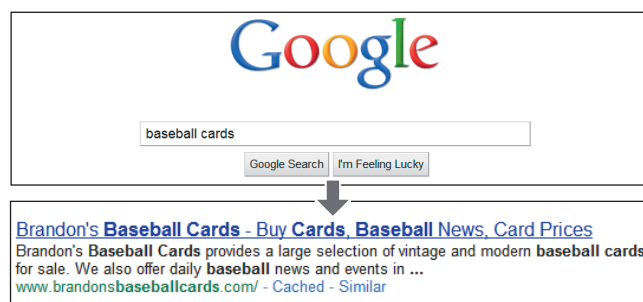 Google
baseball cards
Google Search I'm Feeling Lucky
Brandon's Baseball Cards - Buy Cards, Baseball News, Card Prices
Brandon's Baseball Cards provides a large selection of vintage and modern baseball cards
for sale. We also offer daily baseball news and events in ...
www.brandonsbaseballcards.com/ - Cached - Similar